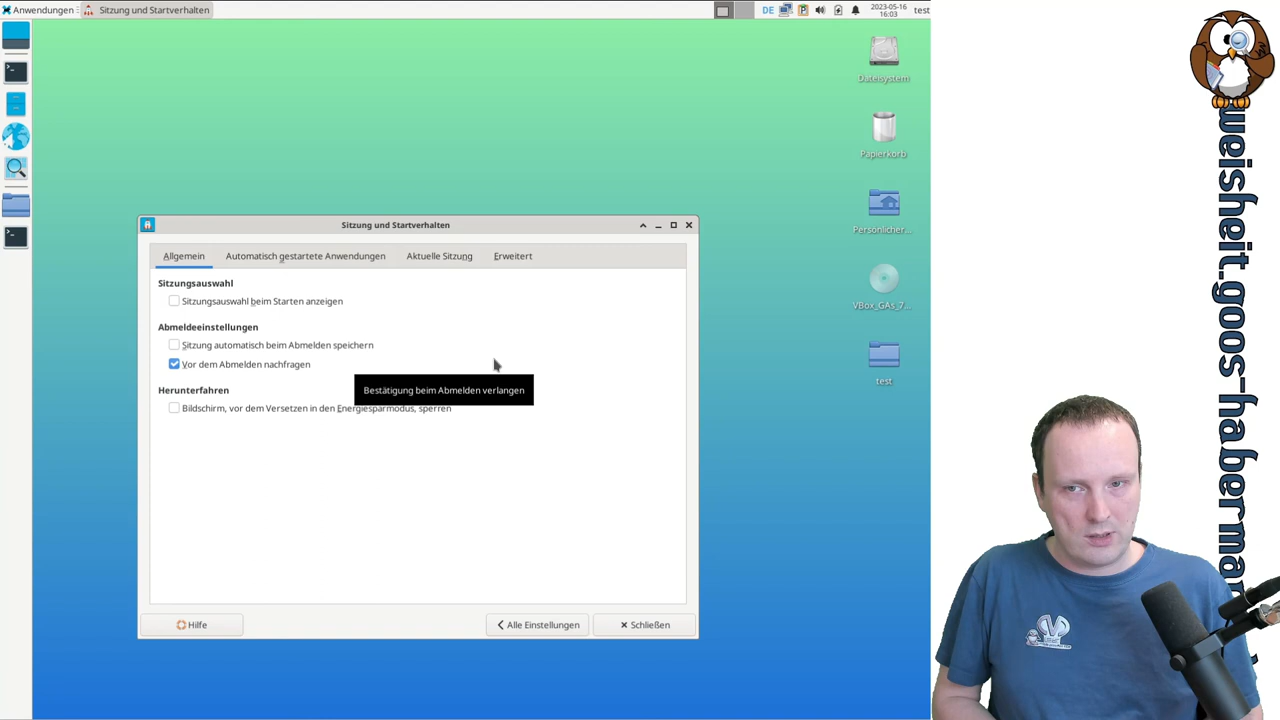 Anwendungen
Sitzung und Startverhalten
DE
2023-05-16
16:03
test
Dateisystem
Papierkorb
Persönlicher...
VBox_GAs_7...
test
Sitzung und Startverhalten
Allgemein
Automatisch gestartete Anwendungen
Aktuelle Sitzung
Erweitert
Sitzungsauswahl
Sitzungsauswahl beim Starten anzeigen
Abmeldeeinstellungen
Sitzung automatisch beim Abmelden speichern
Vor dem Abmelden nachfragen
Bestätigung beim Abmelden verlangen
Herunterfahren
Bildschirm, vor dem Versetzen in den Energiesparmodus, sperren
Hilfe
Alle Einstellungen
Schließen
weisheit.goos-haberma